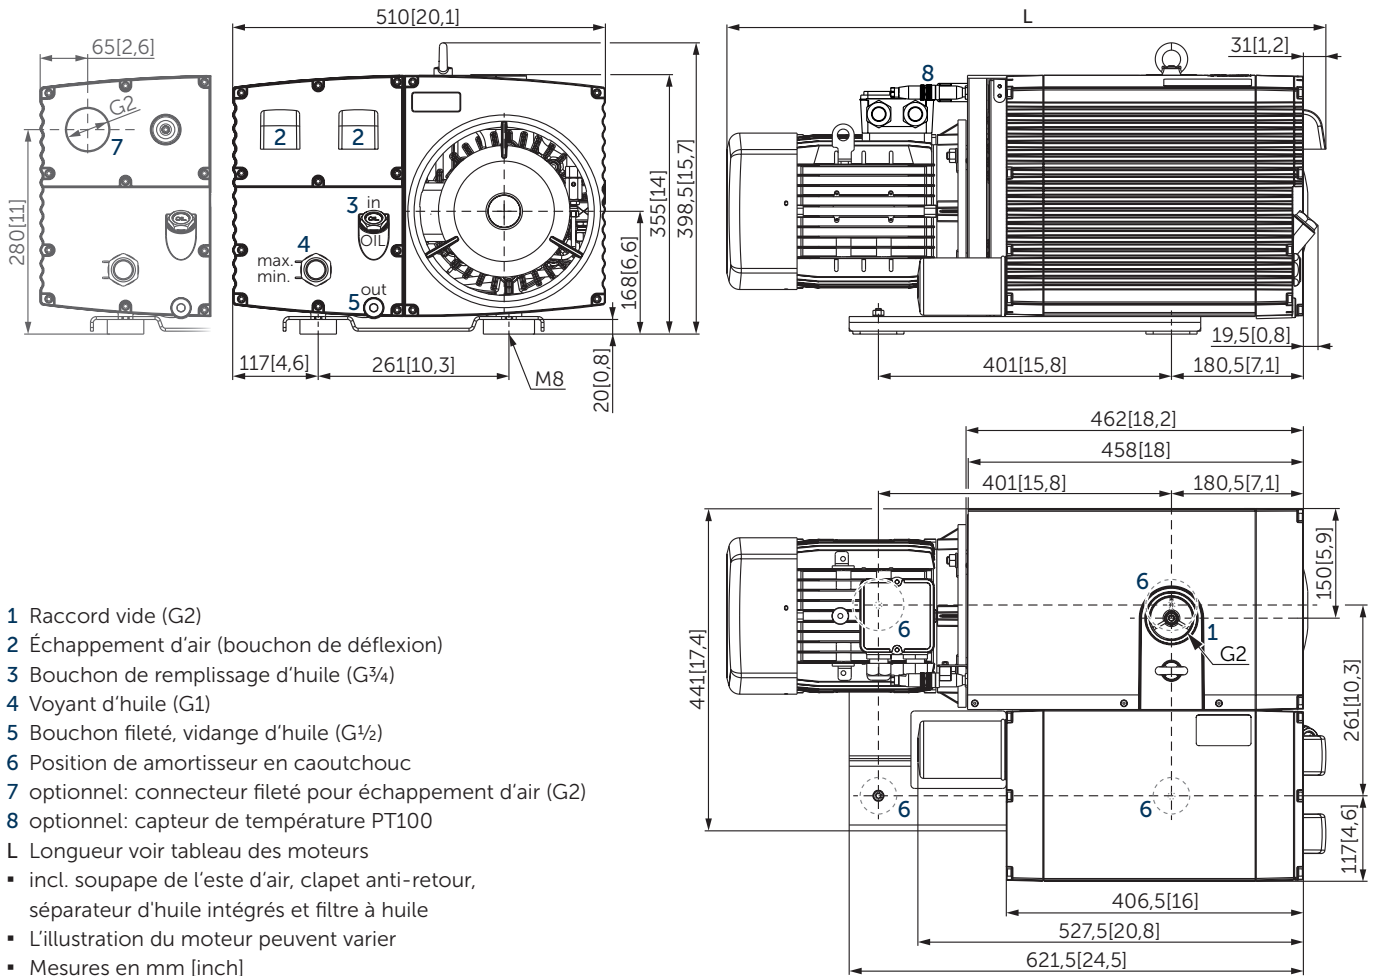 510[20,1]
L
65[2,6]
31[1,2]
8
G2
7
2
2
280[11]
3 in
OIL
OIL
OIL
4
max.
min.
out
5
355[14]
398,5[15,7]
168[6,6]
19,5[0,8]
117[4,6]
261[10,3]
M8
20[0,8]
401[15,8]
180,5[7,1]
462[18,2]
458[18]
401[15,8]
180,5[7,1]
441[17,4]
6
6
1
G2
150[5,9]
261[10,3]
6
6
117[4,6]
406,5[16]
527,5[20,8]
621,5[24,5]
1 Raccord vide (G2)
2 Échappement d'air (bouchon de déflexion)
3 Bouchon de remplissage d'huile (G¾)
4 Voyant d'huile (G1)
5 Bouchon fileté, vidange d'huile (G½)
6 Position de amortisseur en caoutchouc
7 optionnel: connecteur fileté pour échappement d'air (G2)
8 optionnel: capteur de température PT100
L Longueur voir tableau des moteurs
▪ incl. soupape de l'este d'air, clapet anti-retour,
séparateur d'huile intégrés et filtre à huile
▪ L'illustration du moteur peuvent varier
▪ Mesures en mm [inch]